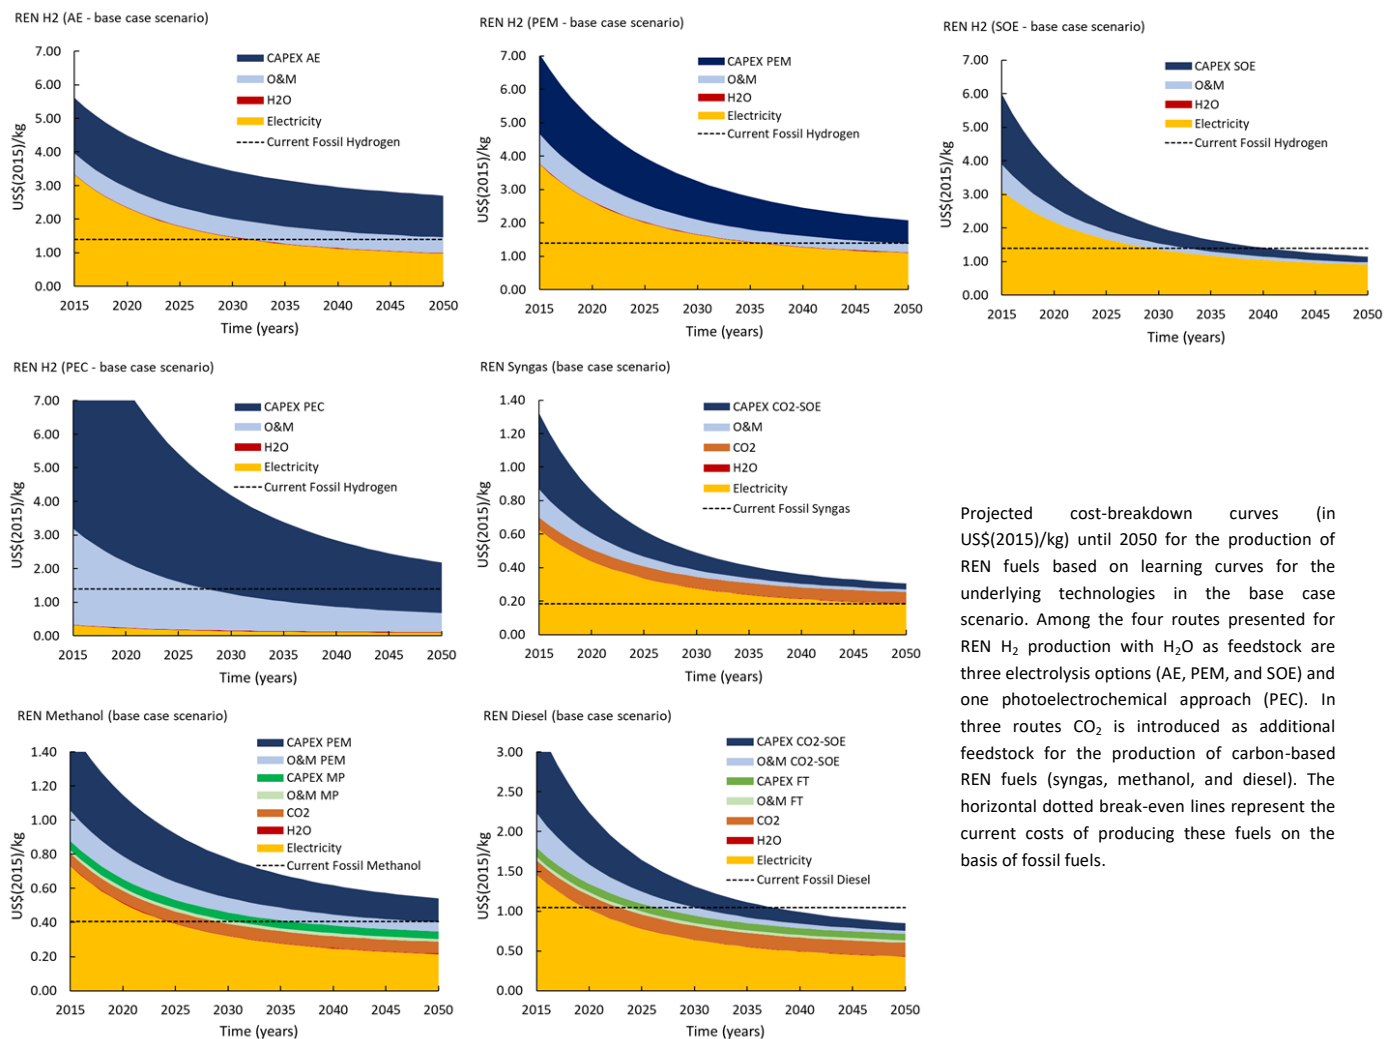 REN H2 (AE - base case scenario)
7.00
6.00
5.00
4.00
3.00
2.00
1.00
0.00
US$(2015)/kg
CAPEX AE
O&M
H2O
Electricity
Current Fossil Hydrogen
2015 2020 2025 2030 2035 2040 2045 2050
Time (years)
REN H2 (PEM - base case scenario)
7.00
6.00
5.00
4.00
3.00
2.00
1.00
0.00
US$(2015)/kg
CAPEX PEM
O&M
H2O
Electricity
Current Fossil Hydrogen
2015 2020 2025 2030 2035 2040 2045 2050
Time (years)
REN H2 (SOE - base case scenario)
7.00
6.00
5.00
4.00
3.00
2.00
1.00
0.00
US$(2015)/kg
CAPEX SOE
O&M
H2O
Electricity
Current Fossil Hydrogen
2015 2020 2025 2030 2035 2040 2045 2050
Time (years)
REN H2 (PEC - base case scenario)
7.00
6.00
5.00
4.00
3.00
2.00
1.00
0.00
US$(2015)/kg
CAPEX PEC
O&M
H2O
Electricity
Current Fossil Hydrogen
2015 2020 2025 2030 2035 2040 2045 2050
Time (years)
REN Syngas (base case scenario)
1.40
1.20
1.00
0.80
0.60
0.40
0.20
0.00
US$(2015)/kg
CAPEX CO2-SOE
O&M
CO2
H2O
Electricity
Current Fossil Syngas
2015 2020 2025 2030 2035 2040 2045 2050
Time (years)
Projected cost-breakdown curves (in
US$(2015)/kg) until 2050 for the production of
REN fuels based on learning curves for the
underlying technologies in the base case
scenario. Among the four routes presented for
REN H₂ production with H₂O as feedstock are
three electrolysis options (AE, PEM, and SOE) and
one photoelectrochemical approach (PEC). In
three routes CO₂ is introduced as additional
feedstock for the production of carbon-based
REN fuels (syngas, methanol, and diesel). The
horizontal dotted break-even lines represent the
current costs of producing these fuels on the
basis of fossil fuels.
REN Methanol (base case scenario)
1.40
1.20
1.00
0.80
0.60
0.40
0.20
0.00
US$(2015)/kg
CAPEX PEM
O&M PEM
CAPEX MP
O&M MP
CO2
H2O
Electricity
Current Fossil Methanol
2015 2020 2025 2030 2035 2040 2045 2050
Time (years)
REN Diesel (base case scenario)
3.00
2.50
2.00
1.50
1.00
0.50
0.00
US$(2015)/kg
CAPEX CO2-SOE
O&M CO2-SOE
CAPEX FT
O&M FT
CO2
H2O
Electricity
Current Fossil Diesel
2015 2020 2025 2030 2035 2040 2045 2050
Time (years)